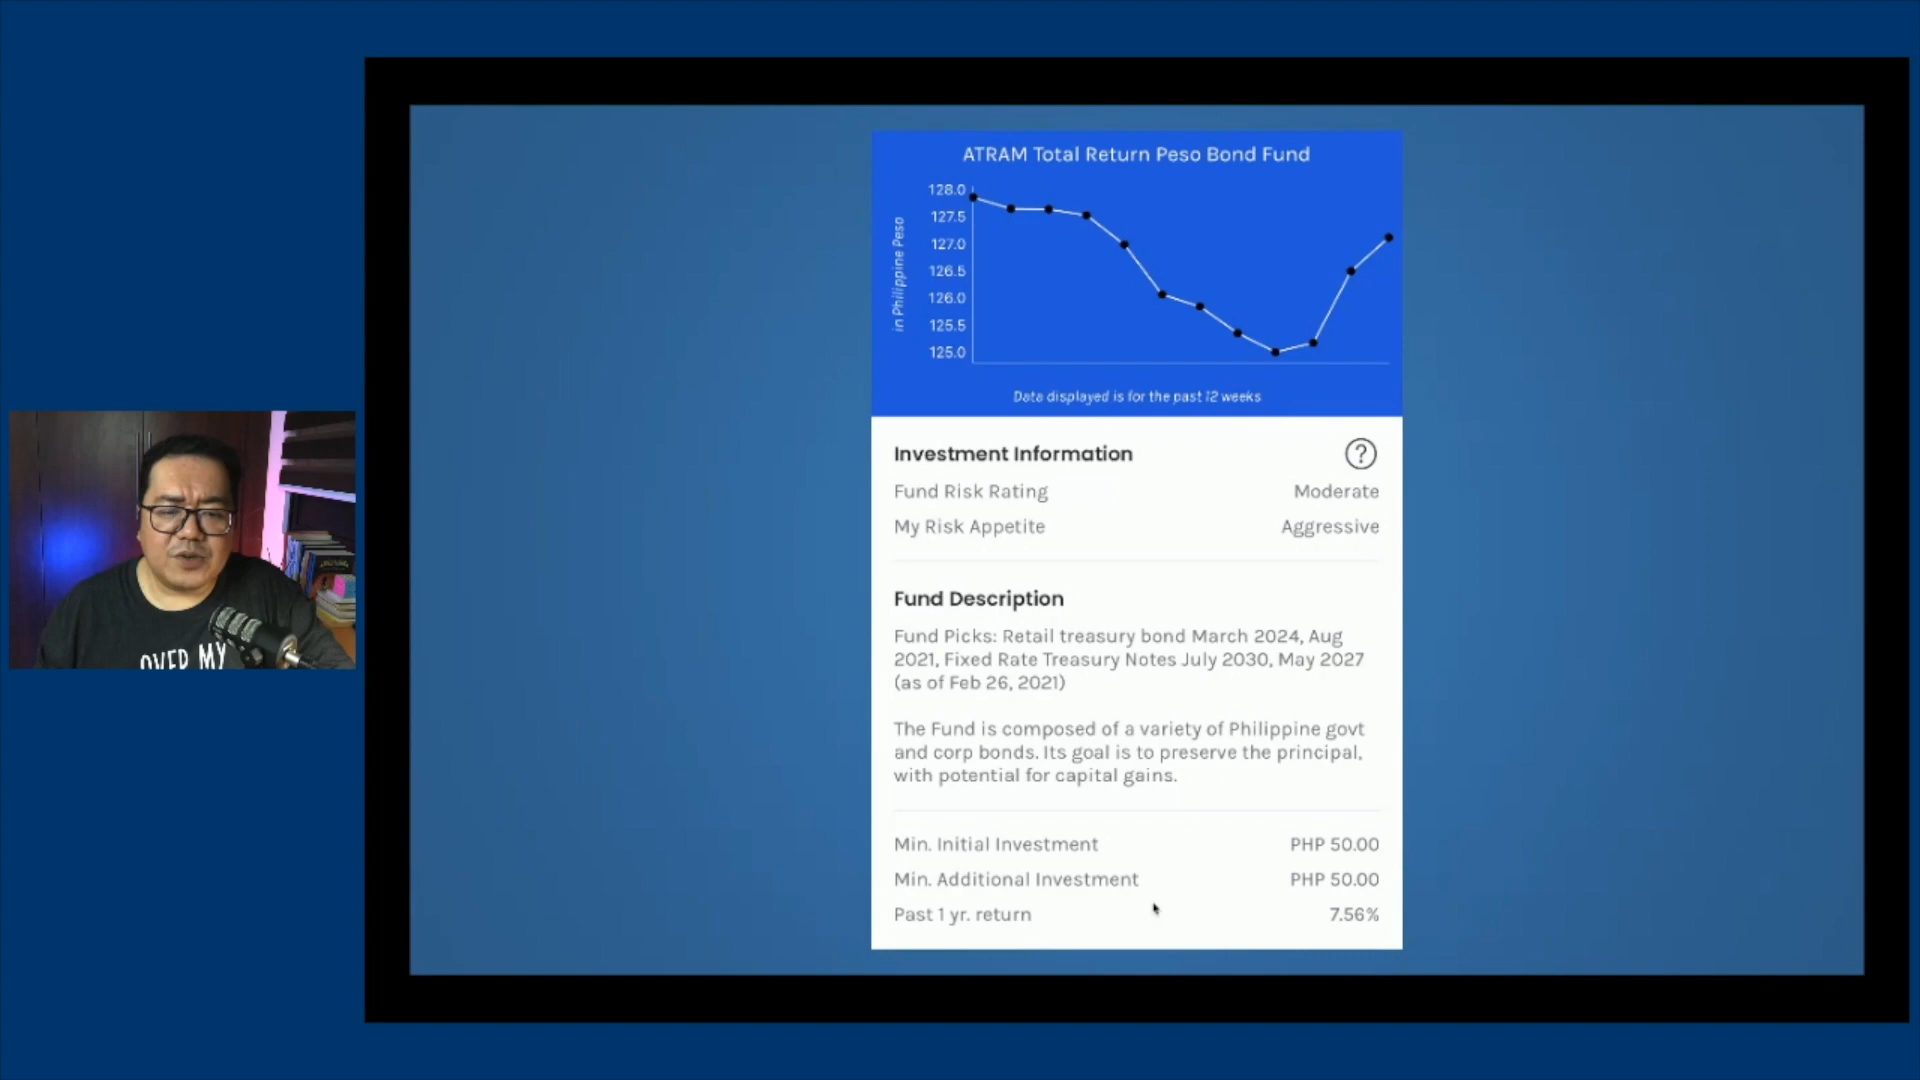 ATRAM Total Return Peso Bond Fund
in Philippine Peso
128.0
127.5
127.0
126.5
126.0
125.5
125.0
Data displayed is for the past 12 weeks
Investment Information
?
Fund Risk Rating Moderate
My Risk Appetite Aggressive
Fund Description
Fund Picks: Retail treasury bond March 2024, Aug
2021, Fixed Rate Treasury Notes July 2030, May 2027
(as of Feb 26, 2021)
The Fund is composed of a variety of Philippine govt
and corp bonds. Its goal is to preserve the principal,
with potential for capital gains.
Min. Initial Investment PHP 50.00
Min. Additional Investment PHP 50.00
Past 1 yr. return 7.56%
OVER MY